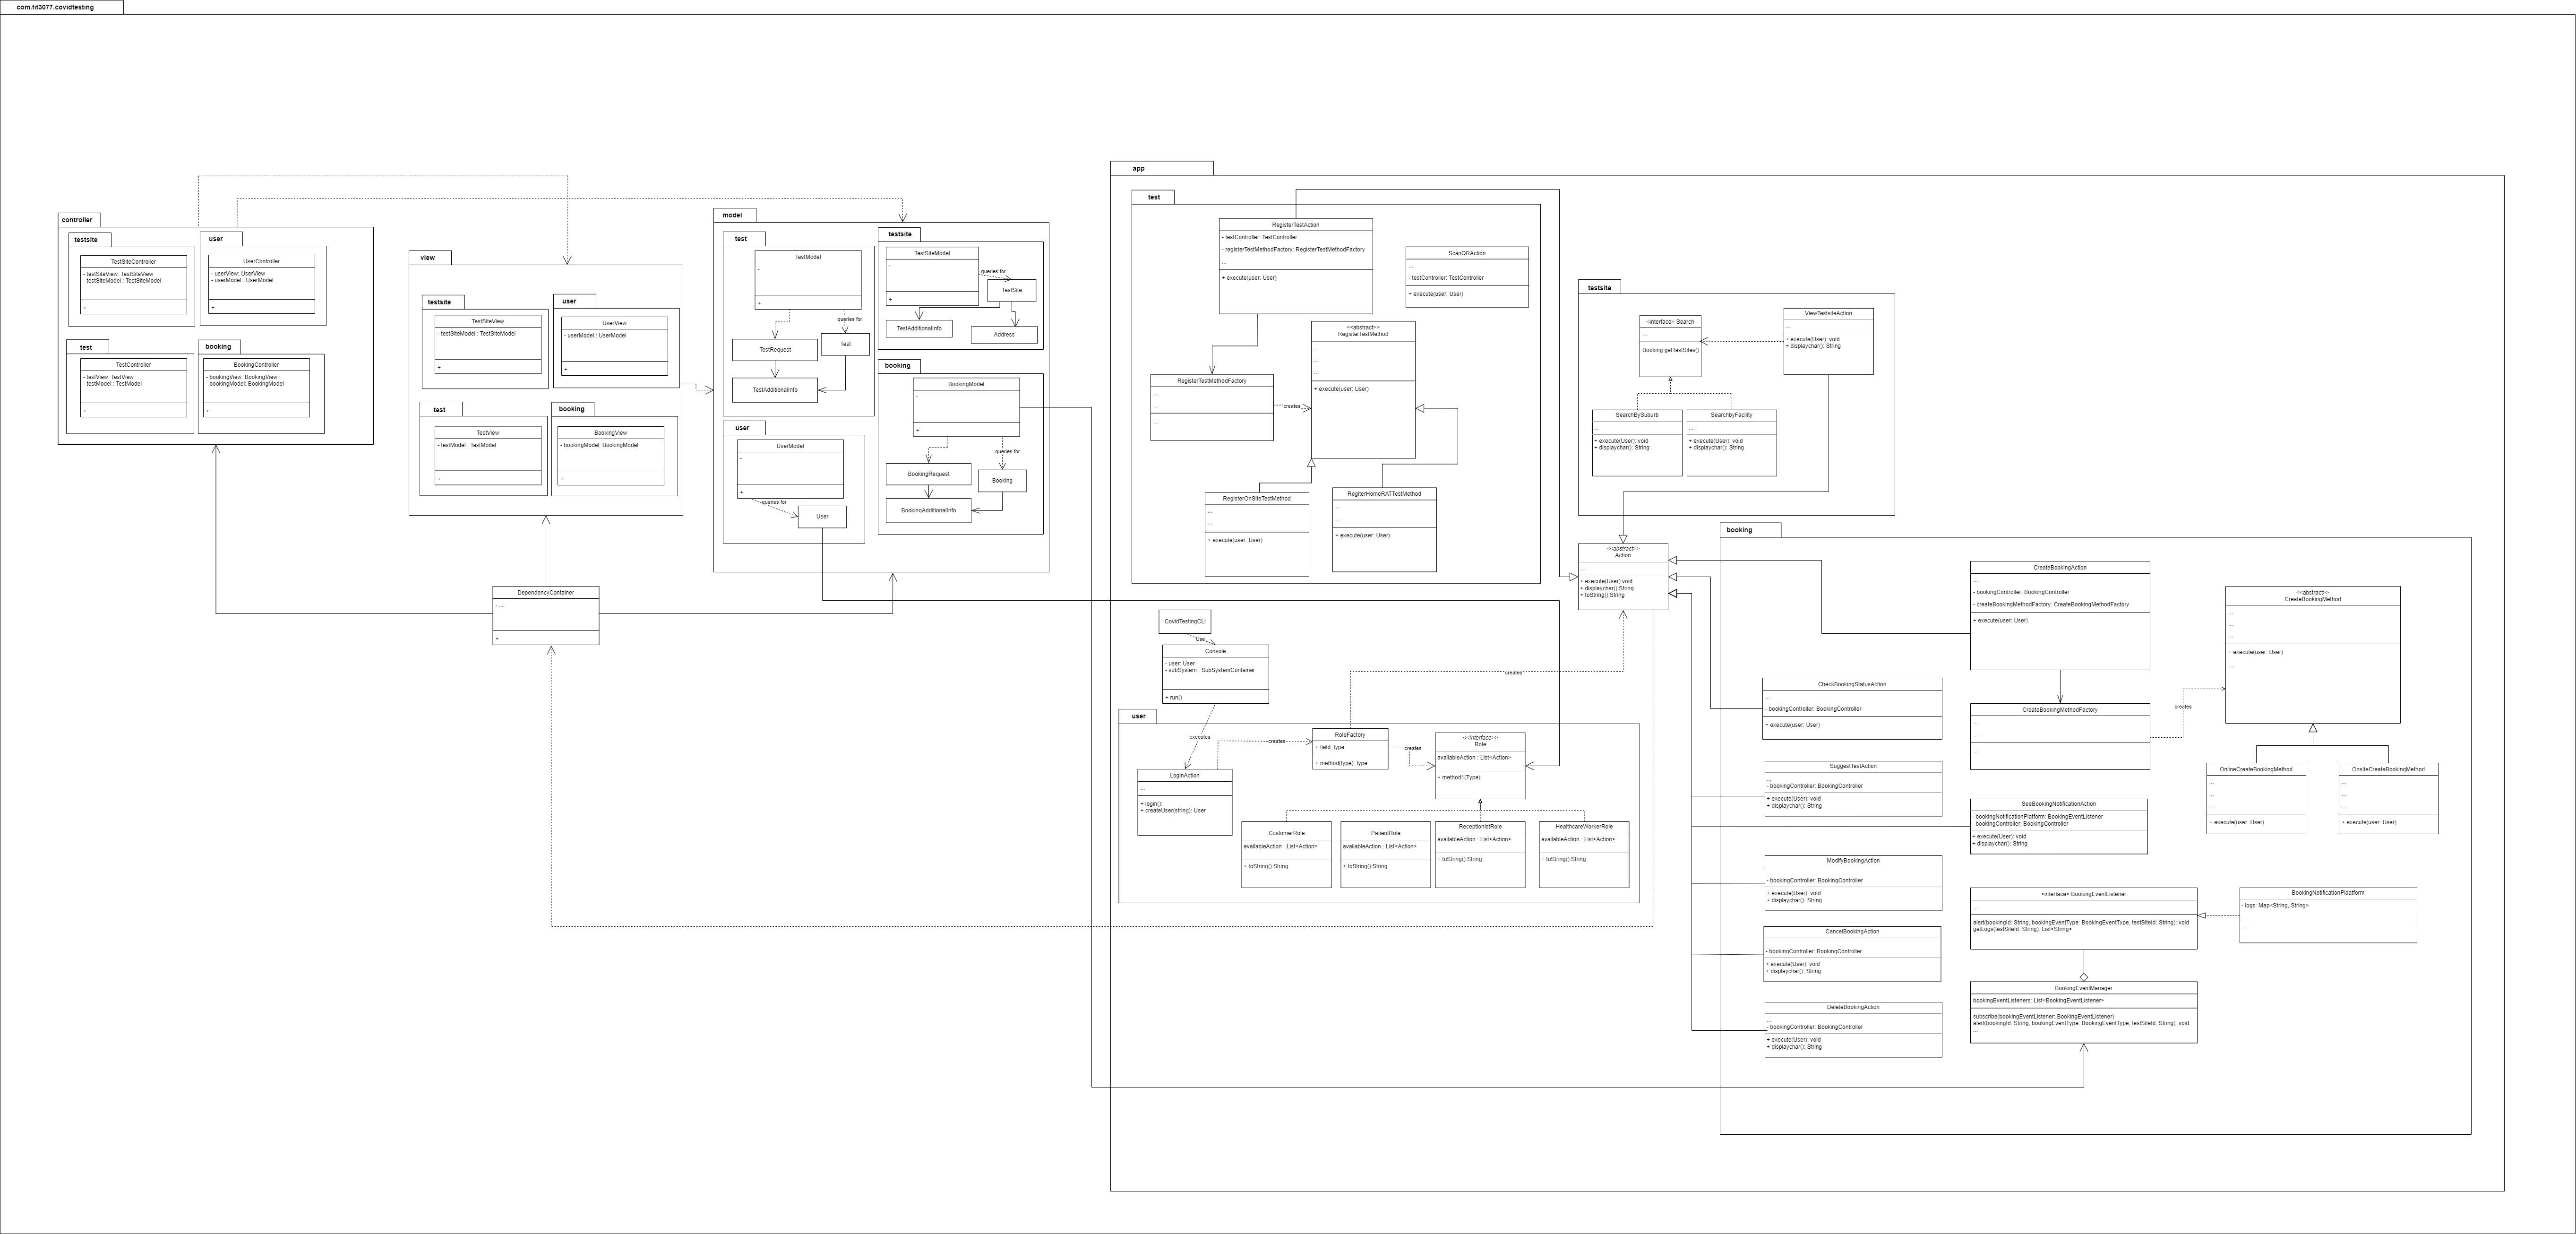 com.fit3077.covidtesting
controller
testsite
TestSiteController
- testSiteView: TestSiteView
- testSiteModel : TestSiteModel
+
user
UserController
- userView: UserView
- userModel : UserModel
+
test
TestController
- testView: TestView
- testModel : TestModel
+
booking
BookingController
- bookingView: BookingView
- bookingModel: BookingModel
+
view
testsite
TestSiteView
- testSiteModel : TestSiteModel
+
user
UserView
- userModel : UserModel
+
test
TestView
- testModel : TestModel
+
booking
BookingView
- bookingModel: BookingModel
+
DependencyContainer
- ...
+
model
test
TestModel
-
+
queries for
TestRequest
Test
TestAdditionalInfo
testsite
TestSiteModel
-
+
queries for
TestSite
TestAdditionalInfo
Address
user
UserModel
-
+
queries for
User
booking
BookingModel
-
+
queries for
BookingRequest
Booking
BookingAdditionalInfo
app
test
RegisterTestAction
- testController: TestController
- registerTestMethodFactory: RegisterTestMethodFactory
...
+ execute(user: User)
ScanQRAction
...
- testController: TestController
+ execute(user: User)
<<abstract>>
RegisterTestMethod
...
...
...
+ execute(user: User)
RegisterTestMethodFactory
...
...
...
creates
RegisterOnSiteTestMethod
...
...
+ execute(user: User)
RegiterHomeRATTestMethod
...
...
+ execute(user: User)
testsite
<interface> Search
...
Booking getTestSites()
ViewTestsiteAction
...
+ execute(User): void
+ displaychar(): String
SearchBySuburb
...
+ execute(User): void
+ displaychar(): String
SearchbyFacility
...
+ execute(User): void
+ displaychar(): String
<<abstract>>
Action
...
+ execute(User):void
+ displaychar():String
+ toString():String
CovidTestingCLI
Use
Console
- user: User
- subSystem : SubSystemContainer
+ run()
executes
creates
user
LoginAction
...
+ login():
+ createUser(string): User
creates
RoleFactory
+ field: type
+ method(type): type
creates
<<interface>>
Role
availableAction : List<Action>
+ method1(Type):
CustomerRole
availableAction : List<Action>
+ toString():String
PatientRole
availableAction : List<Action>
+ toString():String
ReceptionistRole
availableAction : List<Action>
+ toString():String
HealthcareWorkerRole
availableAction : List<Action>
+ toString():String
booking
CreateBookingAction
...
- bookingController: BookingController
- createBookingMethodFactory: CreateBookingMethodFactory
+ execute(user: User)
<<abstract>>
CreateBookingMethod
...
...
...
+ execute(user: User)
...
CheckBookingStatusAction
...
- bookingController: BookingController
+ execute(user: User)
CreateBookingMethodFactory
...
...
...
creates
SuggestTestAction
...
- bookingController: BookingController
+ execute(User): void
+ displaychar(): String
OnlineCreateBookingMethod
...
...
...
+ execute(user: User)
OnsiteCreateBookingMethod
...
...
...
+ execute(user: User)
SeeBookingNotificationAction
- bookingNotificationPlatform: BookingEventListener
- bookingController: BookingController
+ execute(User): void
+ displaychar(): String
ModifyBookingAction
...
- bookingController: BookingController
+ execute(User): void
+ displaychar(): String
<interface> BookingEventListener
...
alert(bookingId: String, bookingEventType: BookingEventType, testSiteId: String): void
getLogs(testSiteId: String): List<String>
BookingNotificationPlaatform
- logs: Map<String, String>
...
CancelBookingAction
...
- bookingController: BookingController
+ execute(User): void
+ displaychar(): String
BookingEventManager
bookingEventListeners: List<BookingEventListener>
subscribe(bookingEventListener: BookingEventListener)
alert(bookingId: String, bookingEventType: BookingEventType, testSiteId: String): void
...
DeleteBookingAction
...
- bookingController: BookingController
+ execute(User): void
+ displaychar(): String